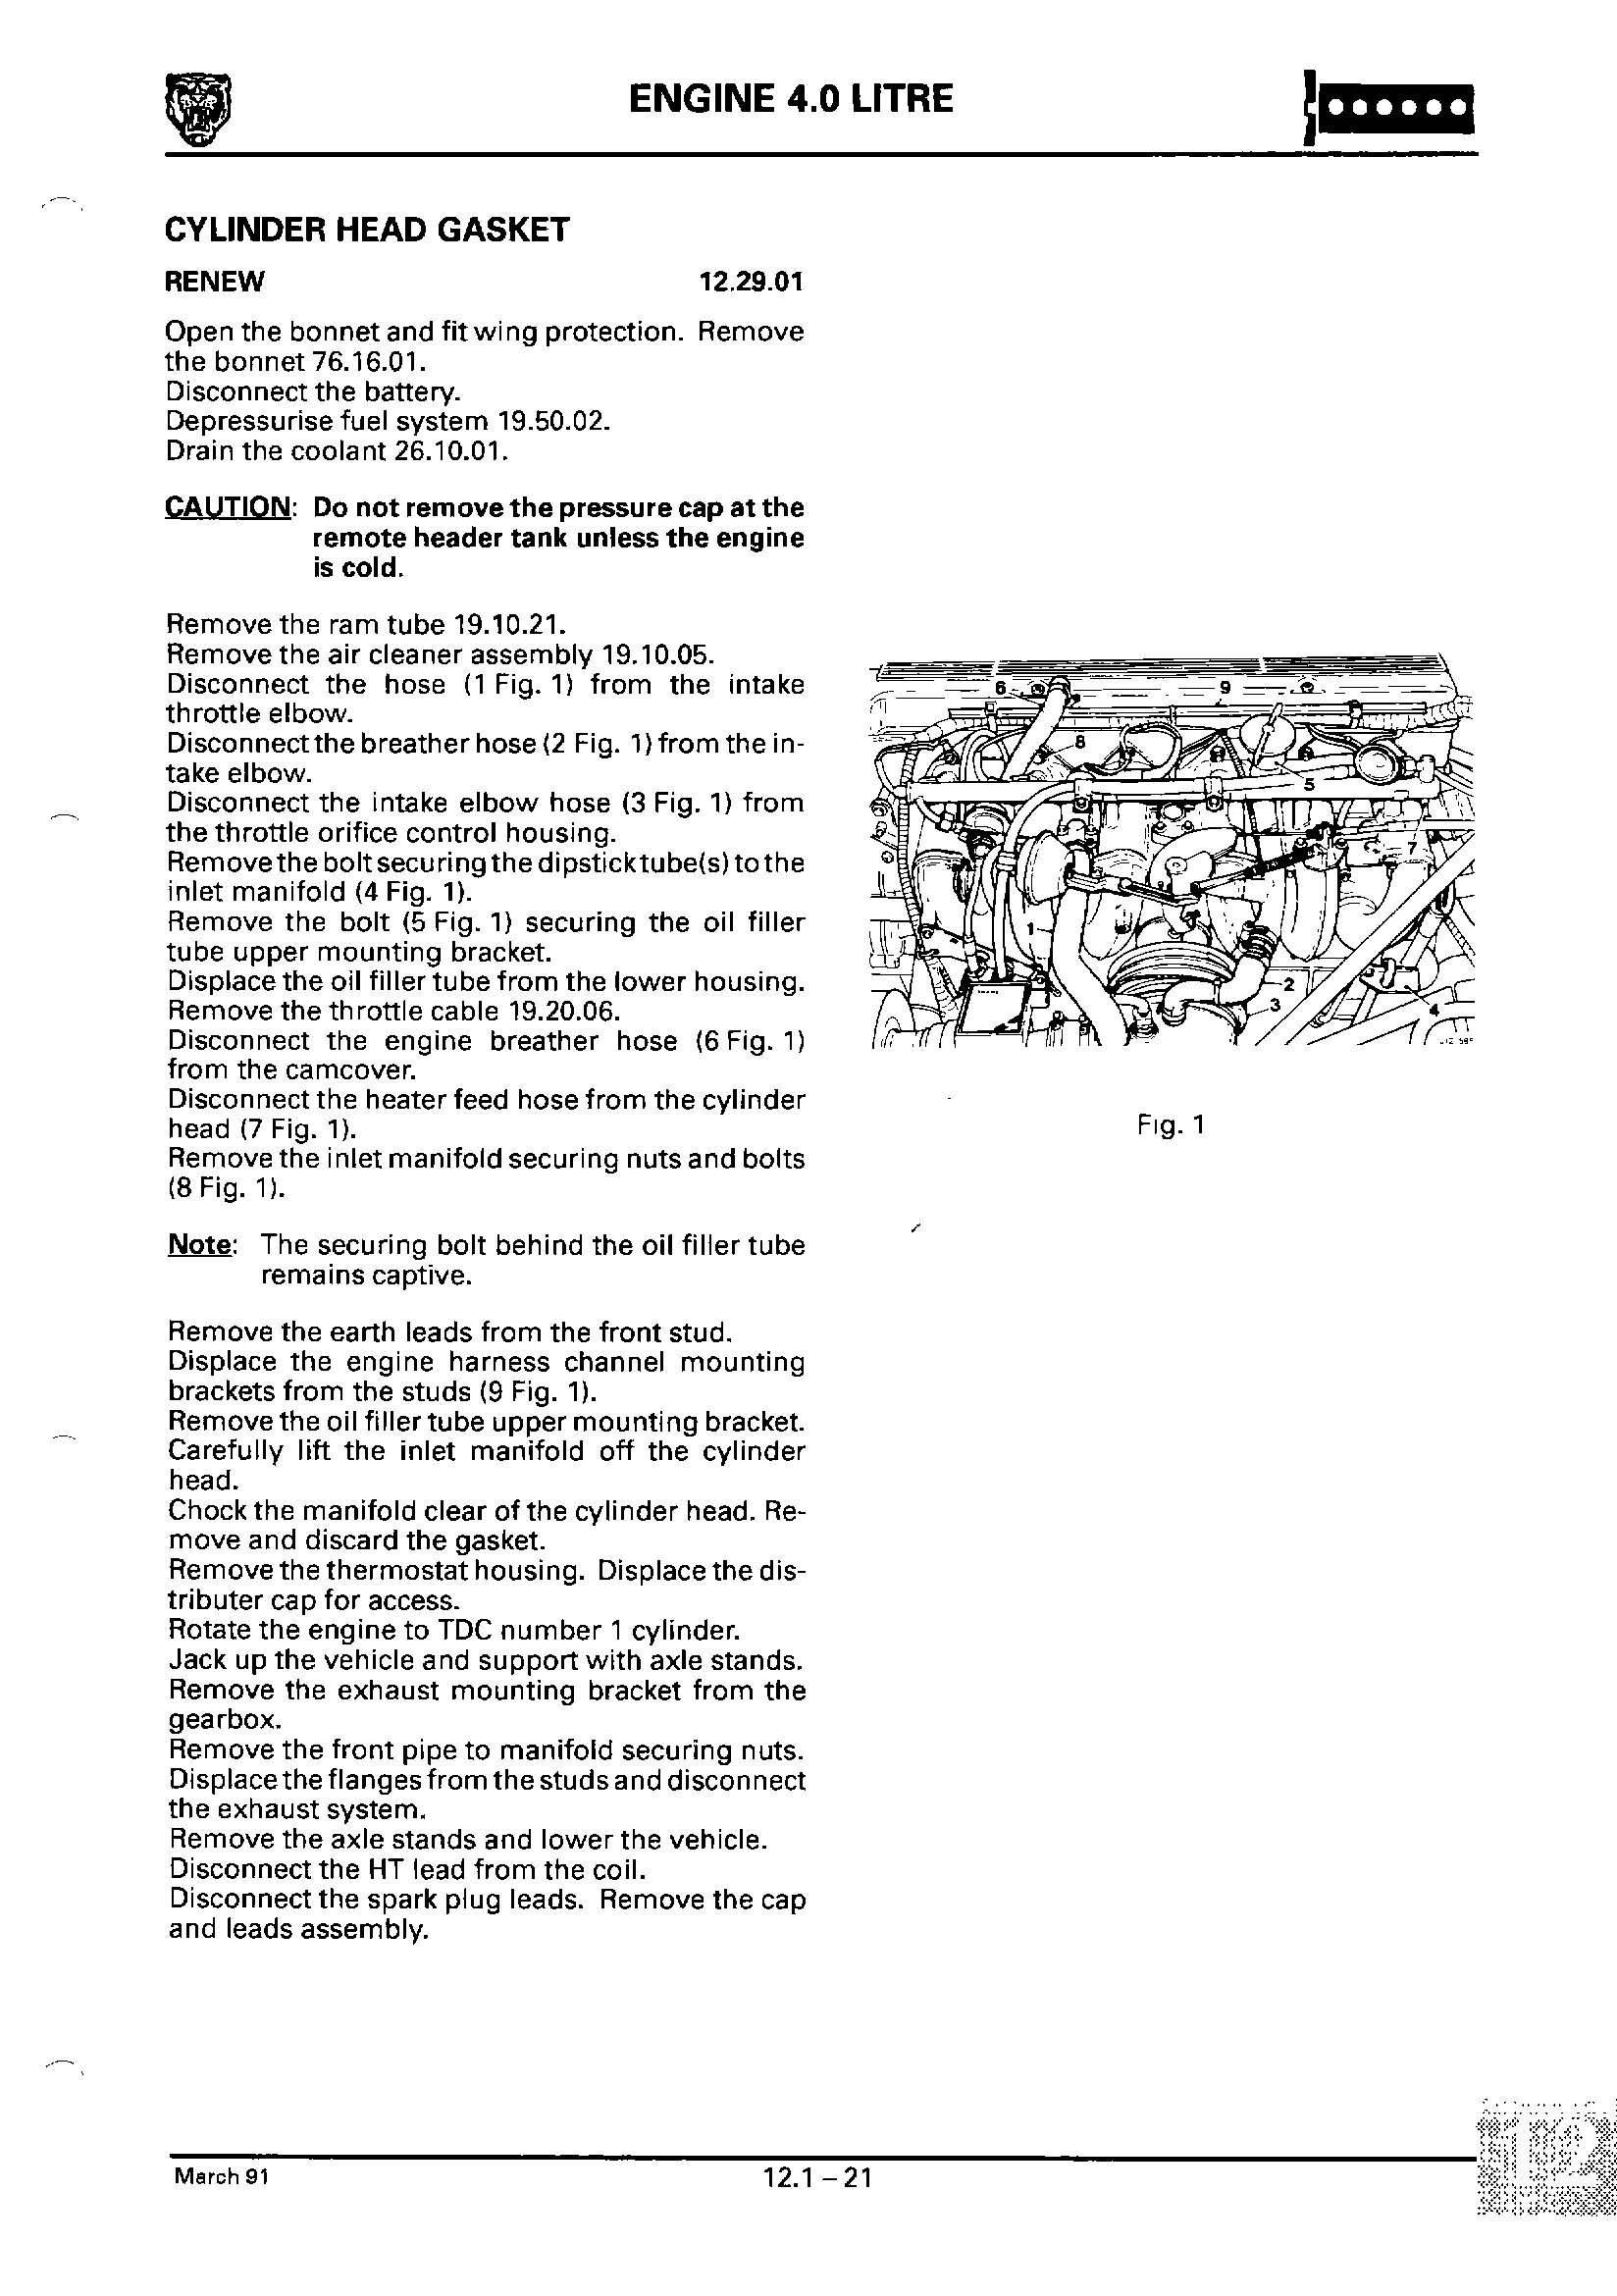 ENGINE 4.0 LITRE
CYLINDER HEAD GASKET
RENEW 12.29.01
Open the bonnet and fit wing protection. Remove
the bonnet 76.16.01.
Disconnect the battery.
Depressurise fuel system 19.50.02.
Drain the coolant 26.10.01.
CAUTION: Do not remove the pressure cap at the
remote header tank unless the engine
is cold.
Remove the ram tube 19.10.21.
Remove the air cleaner assembly 19.10.05.
Disconnect the hose (1 Fig. 1) from the intake
throttle elbow.
Disconnect the breather hose (2 Fig. 1) from the in-
take elbow.
Disconnect the intake elbow hose (3 Fig. 1) from
the throttle orifice control housing.
Remove the bolt securing the dipstick tube(s) to the
inlet manifold (4 Fig. 1).
Remove the bolt (5 Fig. 1) securing the oil filler
tube upper mounting bracket.
Displace the oil filler tube from the lower housing.
Remove the throttle cable 19.20.06.
Disconnect the engine breather hose (6 Fig. 1)
from the camcover.
Disconnect the heater feed hose from the cylinder
head (7 Fig. 1).
Remove the inlet manifold securing nuts and bolts
(8 Fig. 1).
Note: The securing bolt behind the oil filler tube
remains captive.
Remove the earth leads from the front stud.
Displace the engine harness channel mounting
brackets from the studs (9 Fig. 1).
Remove the oil filler tube upper mounting bracket.
Carefully lift the inlet manifold off the cylinder
head.
Chock the manifold clear of the cylinder head. Re-
move and discard the gasket.
Remove the thermostat housing. Displace the dis-
tributer cap for access.
Rotate the engine to TDC number 1 cylinder.
Jack up the vehicle and support with axle stands.
Remove the exhaust mounting bracket from the
gearbox.
Remove the front pipe to manifold securing nuts.
Displace the flanges from the studs and disconnect
the exhaust system.
Remove the axle stands and lower the vehicle.
Disconnect the HT lead from the coil.
Disconnect the spark plug leads. Remove the cap
and leads assembly.
6 9
8
5
7
1
2
3 4
Fig. 1
March 91 12.1 – 21
12